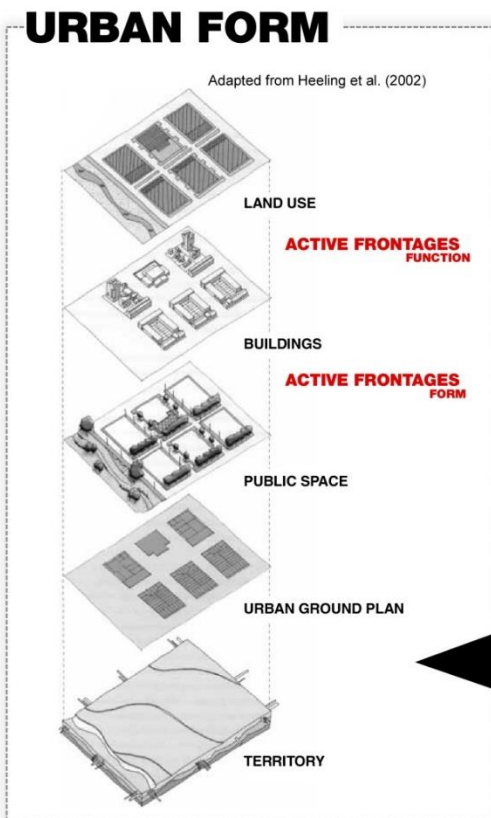 URBAN FORM
Adapted from Heeling et al. (2002)
LAND USE
ACTIVE FRONTAGES
FUNCTION
BUILDINGS
ACTIVE FRONTAGES
FORM
PUBLIC SPACE
URBAN GROUND PLAN
TERRITORY